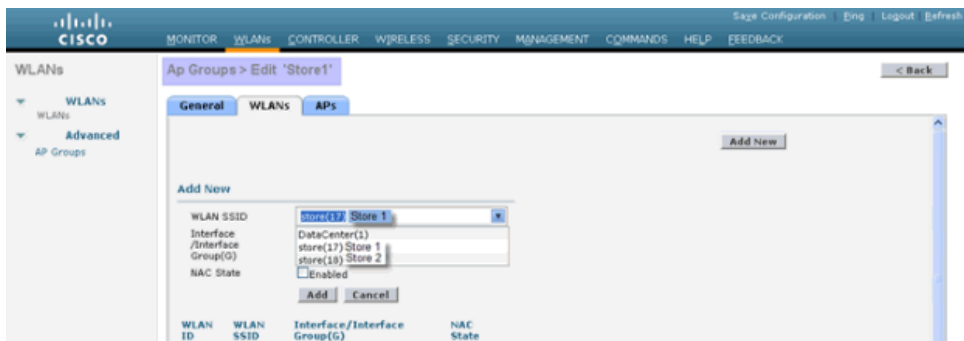 Save Configuration | Ping | Logout | Refresh
CISCO
MONITOR WLANs CONTROLLER WIRELESS SECURITY MANAGEMENT COMMANDS HELP FEEDBACK
WLANs
Ap Groups > Edit 'Store1'
< Back
WLANs
WLANs
Advanced
AP Groups
General WLANs APs
Add New
Add New
WLAN SSID store(17) Store 1
Interface
/Interface
Group(G)
DataCenter(1)
store(17) Store 1
store(18) Store 2
NAC State Enabled
Add Cancel
WLAN
ID
WLAN
SSID
Interface/Interface
Group(G)
NAC
State